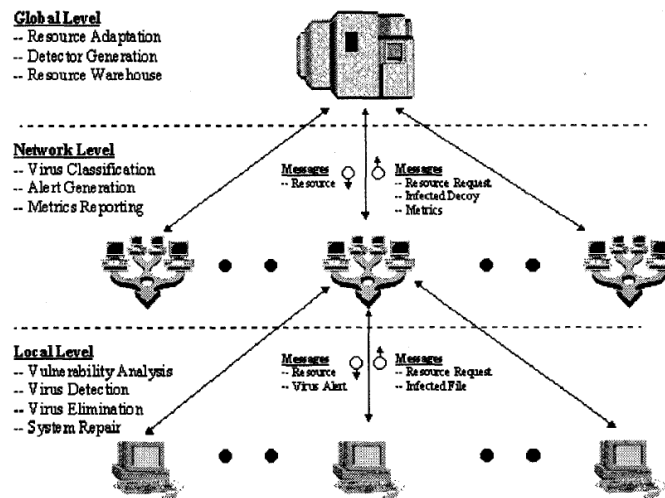 Global Level
-- Resource Adaptation
-- Detector Generation
-- Resource Warehouse
Network Level
-- Virus Classification
-- Alert Generation
-- Metrics Reporting
Messages
-- Resource
Messages
-- Resource Request
-- Infected Decoy
-- Metrics
Local Level
-- Vulnerability Analysis
-- Virus Detection
-- Virus Elimination
-- System Repair
Messages
-- Resource
-- Virus Alert
Messages
-- Resource Request
-- Infected File